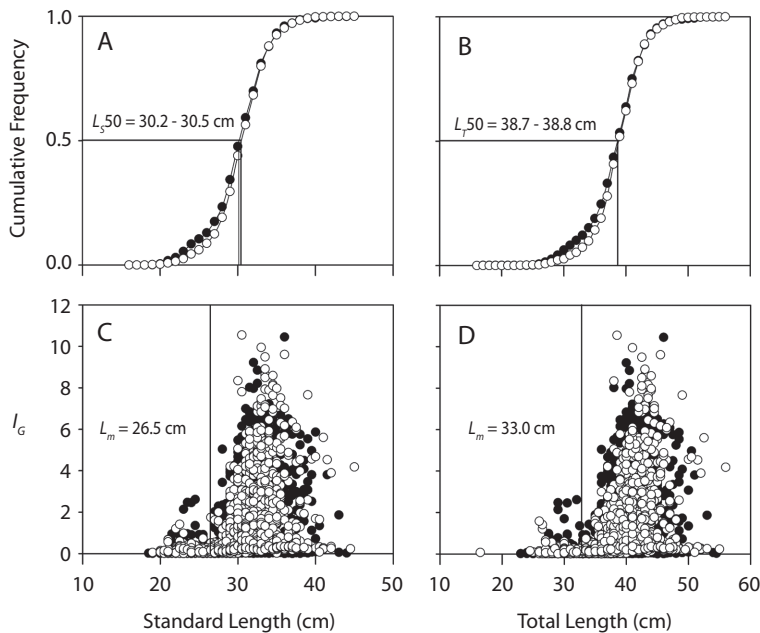 Cumulative Frequency
1.0
0.5
0.0
A
LS50 = 30.2 - 30.5 cm
B
LT50 = 38.7 - 38.8 cm
IG
12
10
8
6
4
2
0
C
Lm = 26.5 cm
D
Lm = 33.0 cm
10 20 30 40 50
10 20 30 40 50 60
Standard Length (cm)
Total Length (cm)